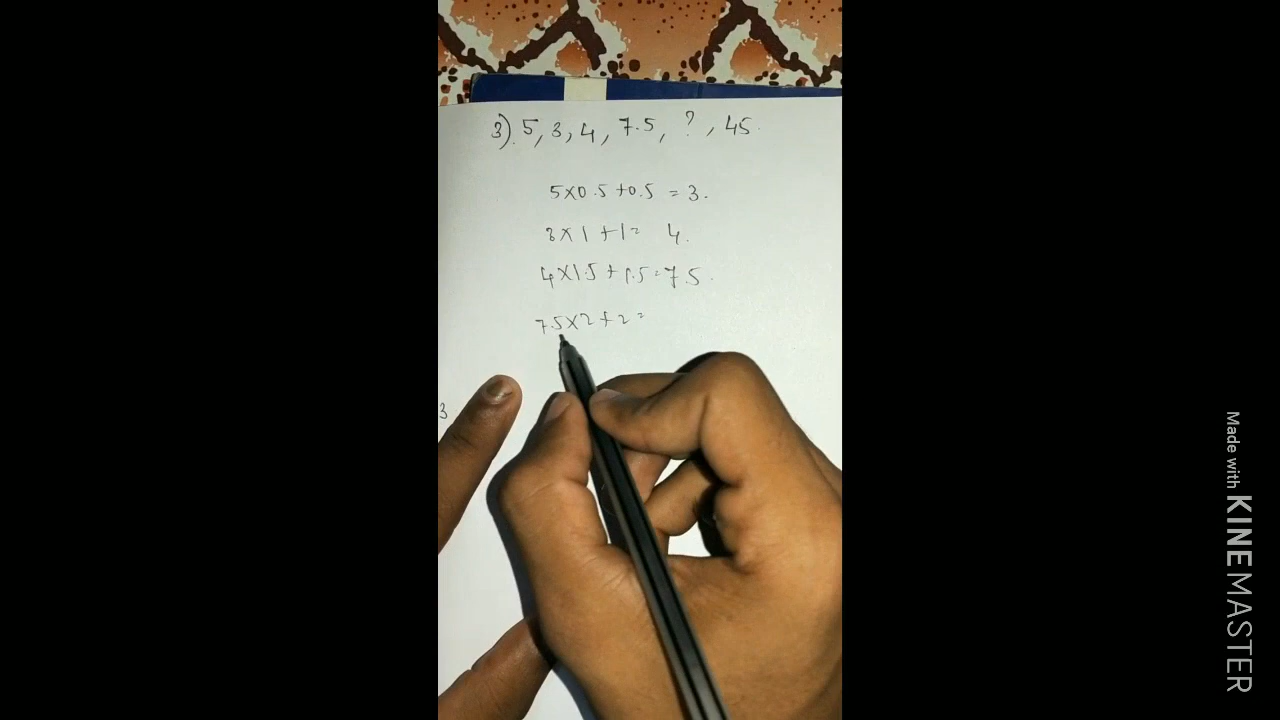 3). 5, 3, 4, 7.5, ?, 45.
5×0.5+0.5 = 3.
3×1+1= 4.
4×1.5+1.5=7.5.
7.5×2+2=
3
Made with KINEMASTER